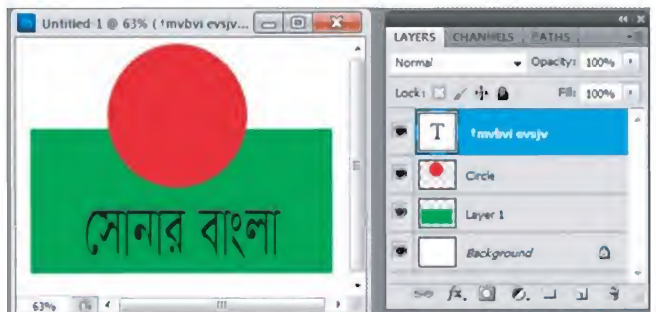 Untitled-1 @ 63% ( †mvbvi evsjv...
সোনার বাংলা
63%
LAYERS CHANNELS PATHS
Normal Opacity: 100%
Lock: Fill: 100%
T †mvbvi evsjv
Circle
Layer 1
Background
fx.